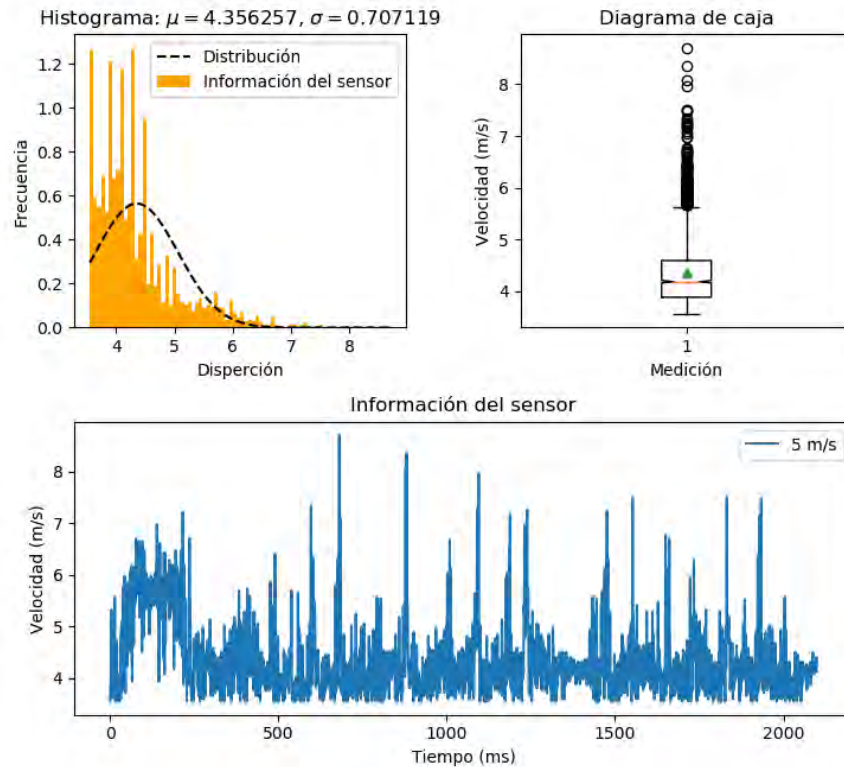 Histograma: μ = 4.356257, σ = 0.707119
Distribución
Información del sensor
Frecuencia
1.2
1.0
0.8
0.6
0.4
0.2
0.0
4 5 6 7 8
Disperción
Diagrama de caja
Velocidad (m/s)
8
7
6
5
4
1
Medición
Información del sensor
5 m/s
Velocidad (m/s)
8
7
6
5
4
0 500 1000 1500 2000
Tiempo (ms)